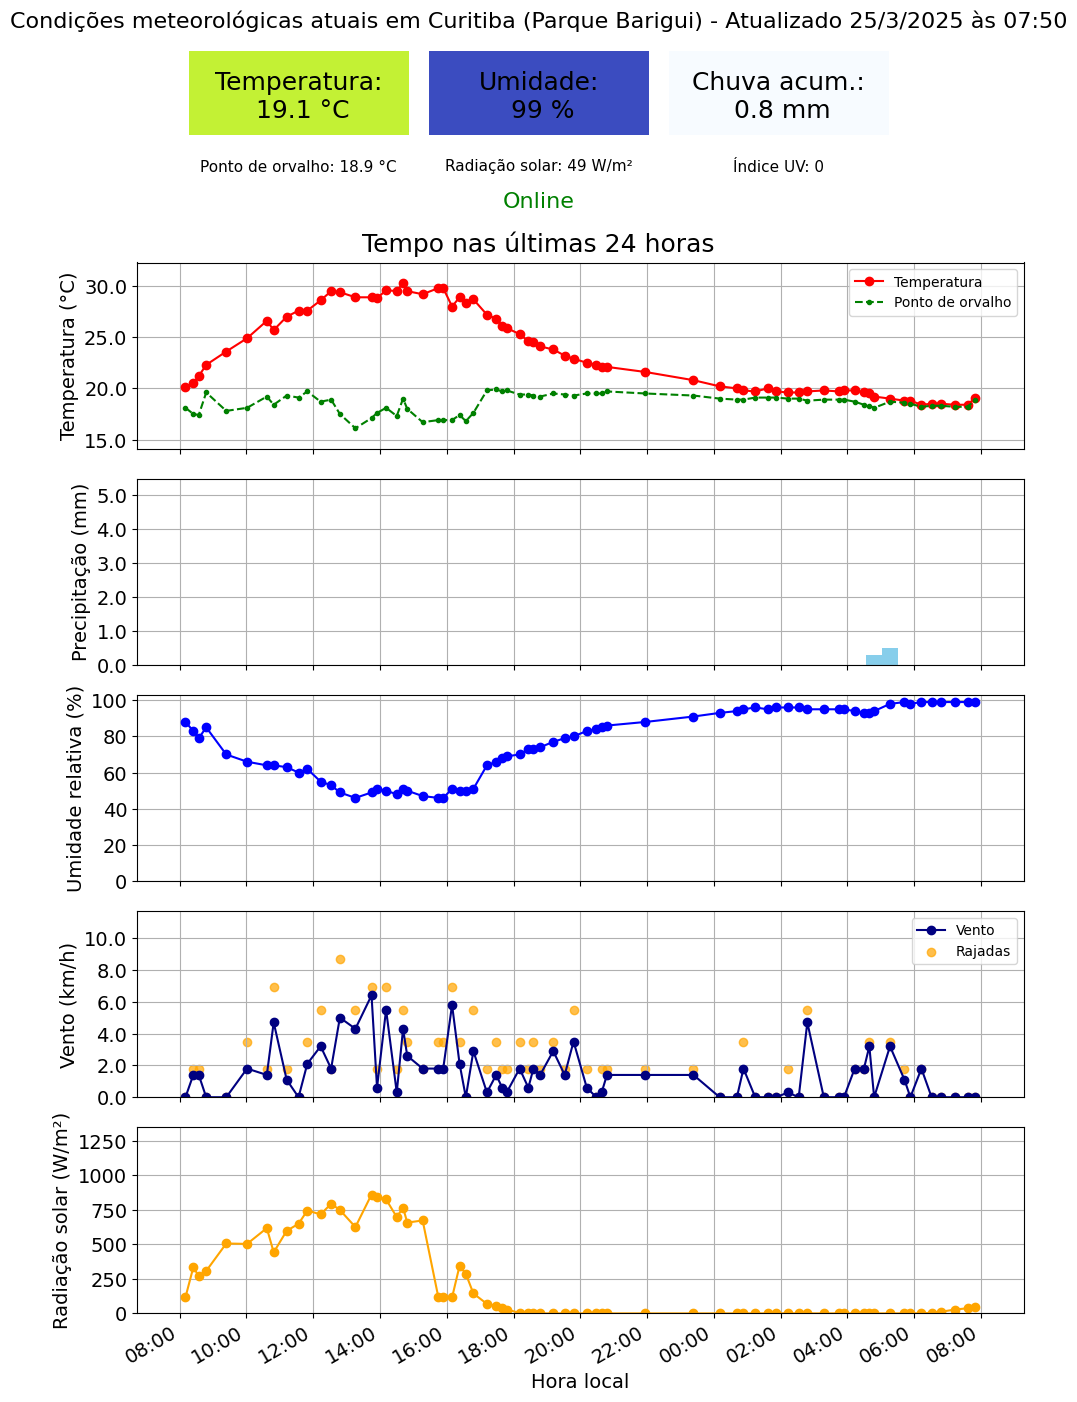 Condições meteorológicas atuais em Curitiba (Parque Barigui) - Atualizado 25/3/2025 às 07:50
Temperatura:
19.1 °C
Umidade:
99 %
Chuva acum.:
0.8 mm
Ponto de orvalho: 18.9 °C
Radiação solar: 49 W/m²
Índice UV: 0
Online
Tempo nas últimas 24 horas
Temperatura (°C)
30.0
25.0
20.0
15.0
Temperatura
Ponto de orvalho
Precipitação (mm)
5.0
4.0
3.0
2.0
1.0
0.0
Umidade relativa (%)
100
80
60
40
20
0
Vento (km/h)
10.0
8.0
6.0
4.0
2.0
0.0
Vento
Rajadas
Radiação solar (W/m²)
1250
1000
750
500
250
0
08:00
10:00
12:00
14:00
16:00
18:00
20:00
22:00
00:00
02:00
04:00
06:00
08:00
Hora local